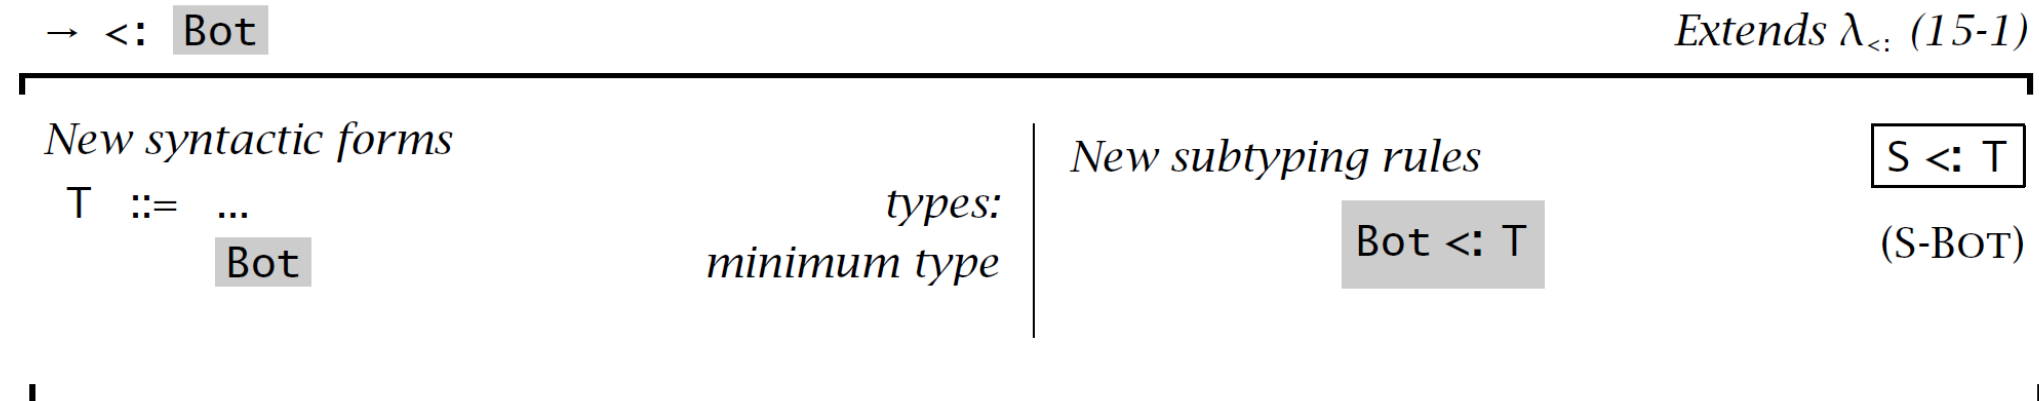 → <: Bot Extends λ<: (15-1)
New syntactic forms
T ::= ... types:
Bot minimum type
New subtyping rules S <: T
Bot <: T (S-BOT)